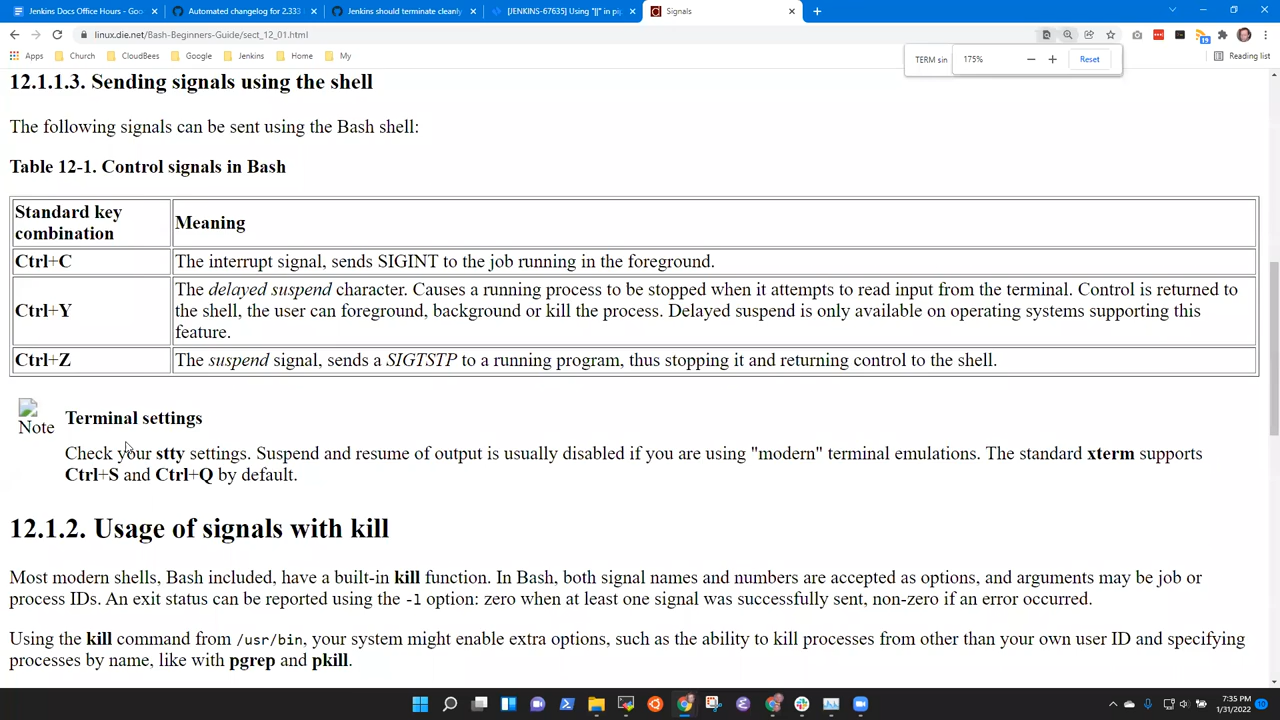 Jenkins Docs Office Hours - Goo
Automated changelog for 2.333
Jenkins should terminate cleanly
[JENKINS-67635] Using "||" in pi
Signals
linux.die.net/Bash-Beginners-Guide/sect_12_01.html
Apps
Church
CloudBees
Google
Jenkins
Home
My
Reading list
TERM sin
175%
Reset
12.1.1.3. Sending signals using the shell
The following signals can be sent using the Bash shell:
Table 12-1. Control signals in Bash
Standard key
combination
Meaning
Ctrl+C
The interrupt signal, sends SIGINT to the job running in the foreground.
Ctrl+Y
The delayed suspend character. Causes a running process to be stopped when it attempts to read input from the terminal. Control is returned to
the shell, the user can foreground, background or kill the process. Delayed suspend is only available on operating systems supporting this
feature.
Ctrl+Z
The suspend signal, sends a SIGTSTP to a running program, thus stopping it and returning control to the shell.
Note
Terminal settings
Check your stty settings. Suspend and resume of output is usually disabled if you are using "modern" terminal emulations. The standard xterm supports
Ctrl+S and Ctrl+Q by default.
12.1.2. Usage of signals with kill
Most modern shells, Bash included, have a built-in kill function. In Bash, both signal names and numbers are accepted as options, and arguments may be job or
process IDs. An exit status can be reported using the -l option: zero when at least one signal was successfully sent, non-zero if an error occurred.
Using the kill command from /usr/bin, your system might enable extra options, such as the ability to kill processes from other than your own user ID and specifying
processes by name, like with pgrep and pkill.
7:35 PM
1/31/2022